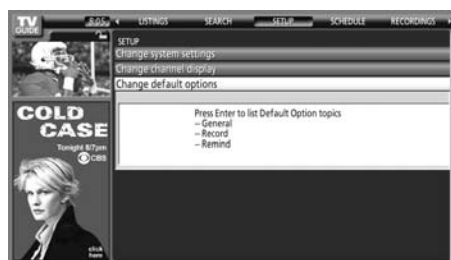 TV
GUIDE
8:05
LISTINGS SEARCH SETUP SCHEDULE RECORDINGS
SETUP
Change system settings
Change channel display
Change default options
Press Enter to list Default Option topics
-- General
-- Record
-- Remind
COLD
CASE
Tonight 8/7pm
CBS
click
here